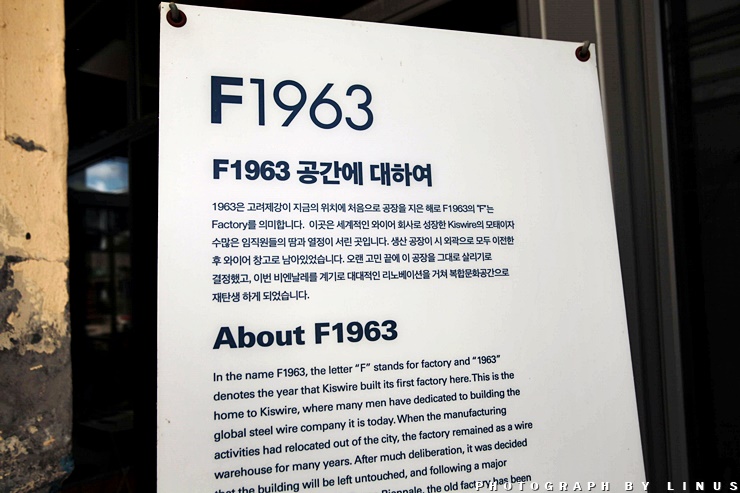 F1963
F1963 공간에 대하여
1963은 고려제강이 지금의 위치에 처음으로 공장을 지은 해로 F1963의 "F"는
Factory를 의미합니다. 이곳은 세계적인 와이어 회사로 성장한 Kiswire의 모태이자
수많은 임직원들의 땀과 열정이 서린 곳입니다. 생산 공장이 시 외곽으로 모두 이전한
후 와이어 창고로 남아있었습니다. 오랜 고민 끝에 이 공장을 그대로 살리기로
결정했고, 이번 비엔날레를 계기로 대대적인 리노베이션을 거쳐 복합문화공간으로
재탄생 하게 되었습니다.
About F1963
In the name F1963, the letter “F” stands for factory and “1963”
denotes the year that Kiswire built its first factory here. This is the
home to Kiswire, where many men have dedicated to building the
global steel wire company it is today. When the manufacturing
activities had relocated out of the city, the factory remained as a wire
warehouse for many years. After much deliberation, it was decided
that the building will be left untouched, and following a major
Biennale, the old factory has been
PHOTOGRAPH BY LINUS